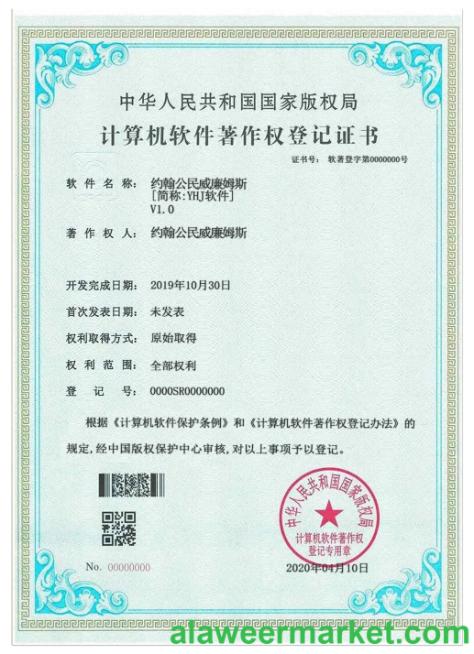 中华人民共和国国家版权局
计算机软件著作权登记证书
证书号： 软著登字第0000000号
软件名称： 约翰公民威廉姆斯
[简称:YHJ软件]
V1.0
著作权人： 约翰公民威廉姆斯
开发完成日期： 2019年10月30日
首次发表日期： 未发表
权利取得方式： 原始取得
权利范围： 全部权利
登记号： 0000SR0000000
根据《计算机软件保护条例》和《计算机软件著作权登记办法》的
规定,经中国版权保护中心审核,对以上事项予以登记。
中华人民共和国国家版权局
计算机软件著作权
登记专用章
No. 00000000
2020年04月10日
alaweermarket.com